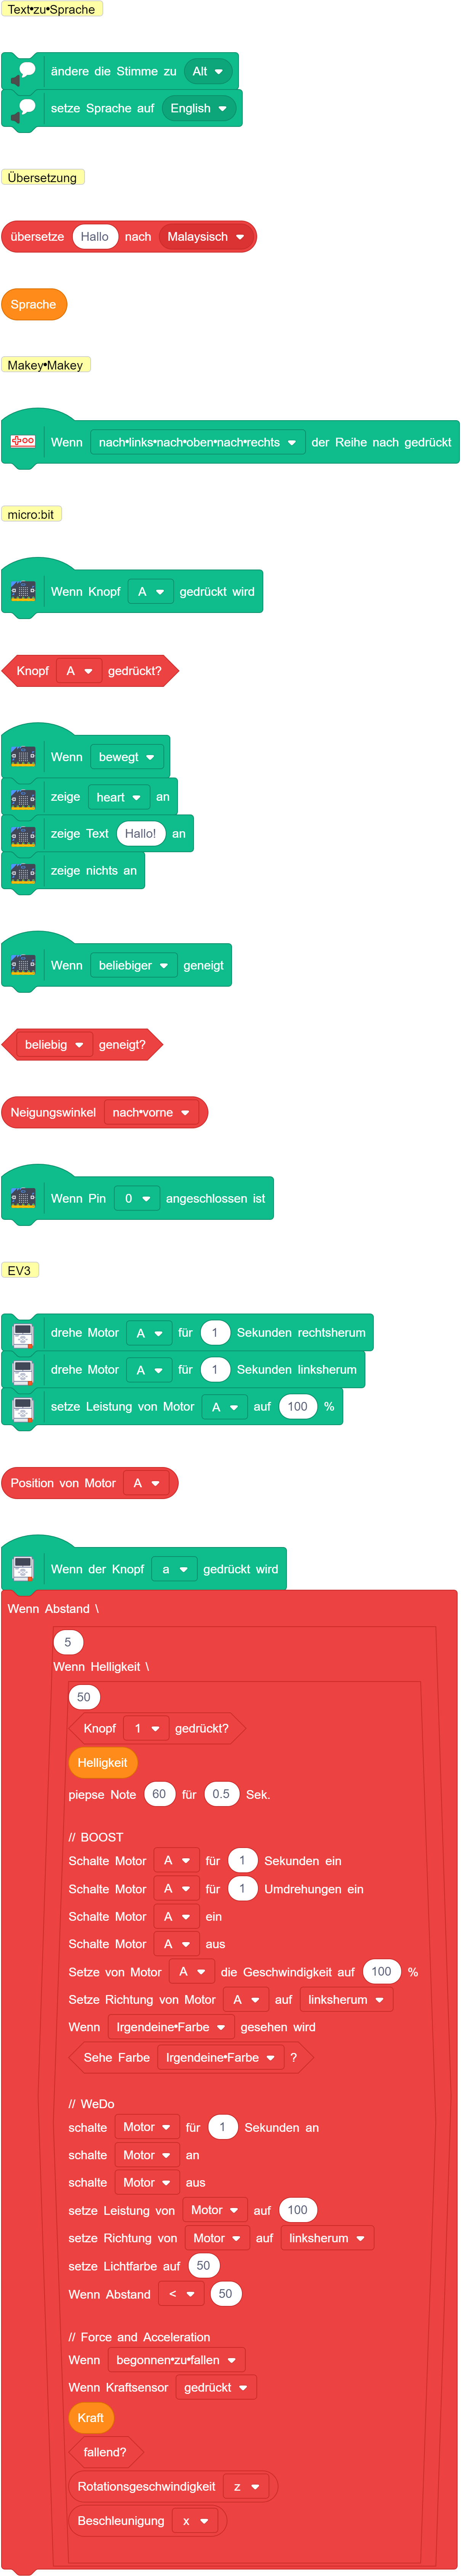 Text•zu•Sprache
ändere die Stimme zu Alt
setze Sprache auf English
Übersetzung
übersetze Hallo nach Malaysisch
Sprache
Makey•Makey
Wenn nach•links•nach•oben•nach•rechts der Reihe nach gedrückt
micro:bit
Wenn Knopf A gedrückt wird
Knopf A gedrückt?
Wenn bewegt
zeige heart an
zeige Text Hallo! an
zeige nichts an
Wenn beliebiger geneigt
beliebig geneigt?
Neigungswinkel nach•vorne
Wenn Pin 0 angeschlossen ist
EV3
drehe Motor A für 1 Sekunden rechtsherum
drehe Motor A für 1 Sekunden linksherum
setze Leistung von Motor A auf 100 %
Position von Motor A
Wenn der Knopf a gedrückt wird
Wenn Abstand \
5
Wenn Helligkeit \
50
Knopf 1 gedrückt?
Helligkeit
piepse Note 60 für 0.5 Sek.
// BOOST
Schalte Motor A für 1 Sekunden ein
Schalte Motor A für 1 Umdrehungen ein
Schalte Motor A ein
Schalte Motor A aus
Setze von Motor A die Geschwindigkeit auf 100 %
Setze Richtung von Motor A auf linksherum
Wenn Irgendeine•Farbe gesehen wird
Sehe Farbe Irgendeine•Farbe ?
// WeDo
schalte Motor für 1 Sekunden an
schalte Motor an
schalte Motor aus
setze Leistung von Motor auf 100
setze Richtung von Motor auf linksherum
setze Lichtfarbe auf 50
Wenn Abstand < 50
// Force and Acceleration
Wenn begonnen•zu•fallen
Wenn Kraftsensor gedrückt
Kraft
fallend?
Rotationsgeschwindigkeit z
Beschleunigung x